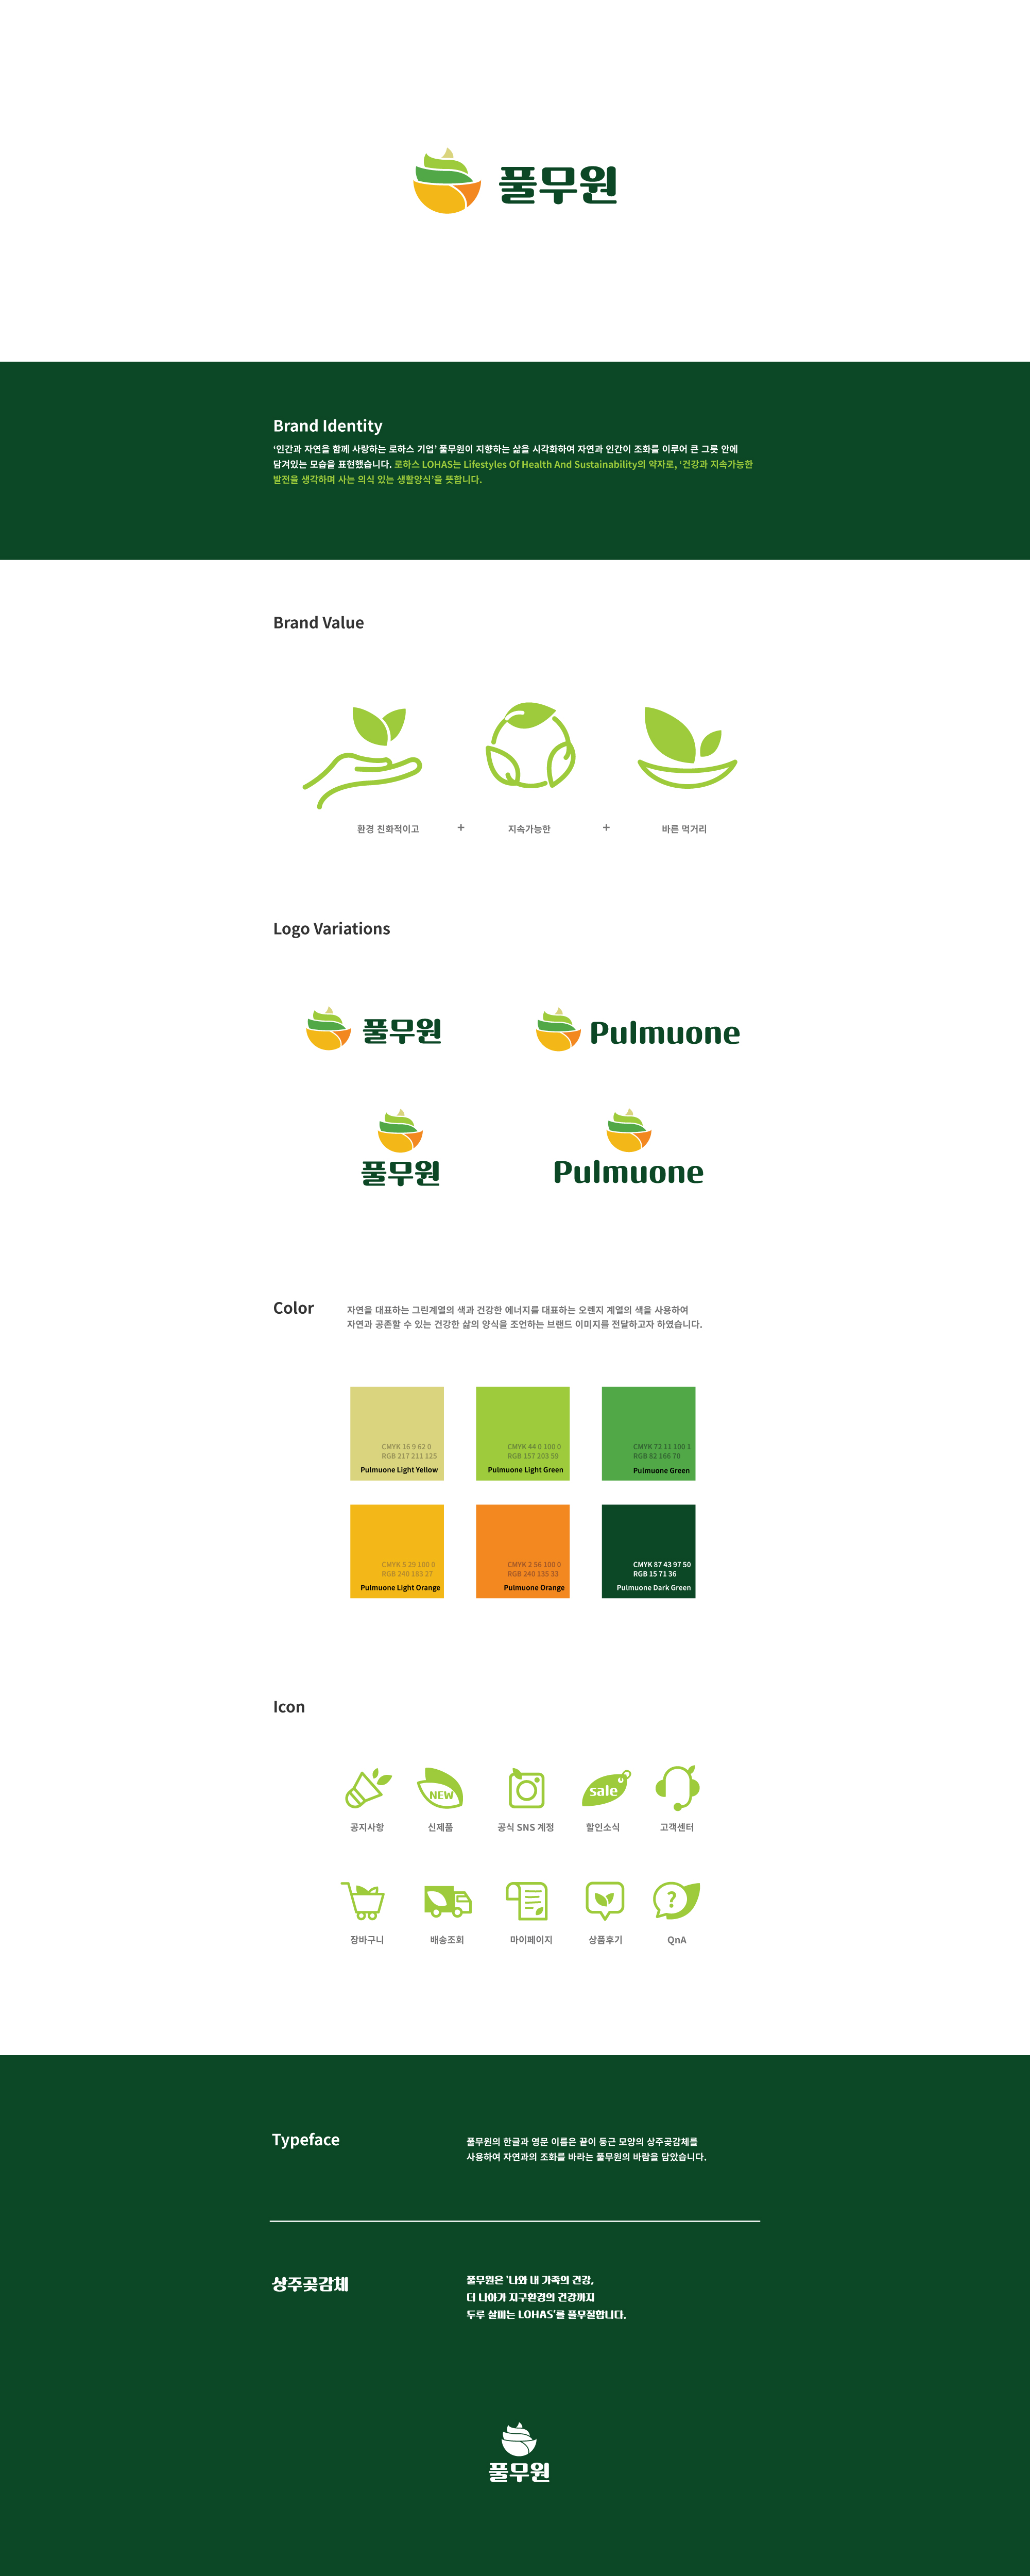 풀무원
Brand Identity
‘인간과 자연을 함께 사랑하는 로하스 기업’ 풀무원이 지향하는 삶을 시각화하여 자연과 인간이 조화를 이루어 큰 그릇 안에
담겨있는 모습을 표현했습니다. 로하스 LOHAS는 Lifestyles Of Health And Sustainability의 약자로, ‘건강과 지속가능한
발전을 생각하며 사는 의식 있는 생활양식’을 뜻합니다.
Brand Value
환경 친화적이고 + 지속가능한 + 바른 먹거리
Logo Variations
풀무원 Pulmuone
풀무원 Pulmuone
Color
자연을 대표하는 그린계열의 색과 건강한 에너지를 대표하는 오렌지 계열의 색을 사용하여
자연과 공존할 수 있는 건강한 삶의 양식을 조언하는 브랜드 이미지를 전달하고자 하였습니다.
CMYK 16 9 62 0
RGB 217 211 125
Pulmuone Light Yellow
CMYK 44 0 100 0
RGB 157 203 59
Pulmuone Light Green
CMYK 72 11 100 1
RGB 82 166 70
Pulmuone Green
CMYK 5 29 100 0
RGB 240 183 27
Pulmuone Light Orange
CMYK 2 56 100 0
RGB 240 135 33
Pulmuone Orange
CMYK 87 43 97 50
RGB 15 71 36
Pulmuone Dark Green
Icon
NEW
sale
공지사항 신제품 공식 SNS 계정 할인소식 고객센터
?
장바구니 배송조회 마이페이지 상품후기 QnA
Typeface
풀무원의 한글과 영문 이름은 끝이 둥근 모양의 상주곶감체를
사용하여 자연과의 조화를 바라는 풀무원의 바람을 담았습니다.
상주곶감체
풀무원은 '나와 내 가족의 건강,
더 나아가 지구환경의 건강까지
두루 살피는 LOHAS'를 풀무질합니다.
풀무원